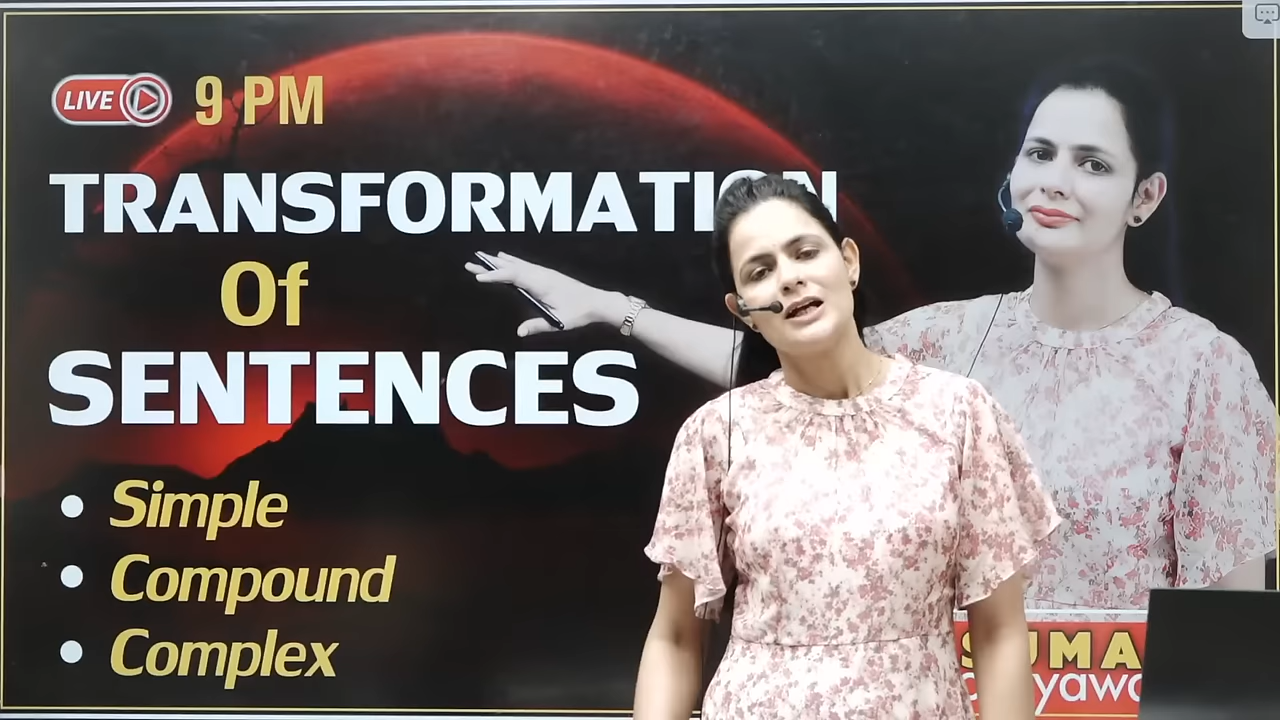 LIVE 9 PM
TRANSFORMATION
Of
SENTENCES
Simple
Compound
Complex